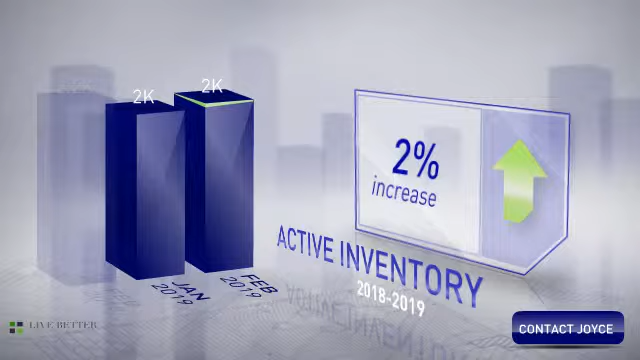 2K
2K
2%
increase
JAN
2019
FEB
2019
ACTIVE INVENTORY
2018-2019
LIVE BETTER
CONTACT JOYCE